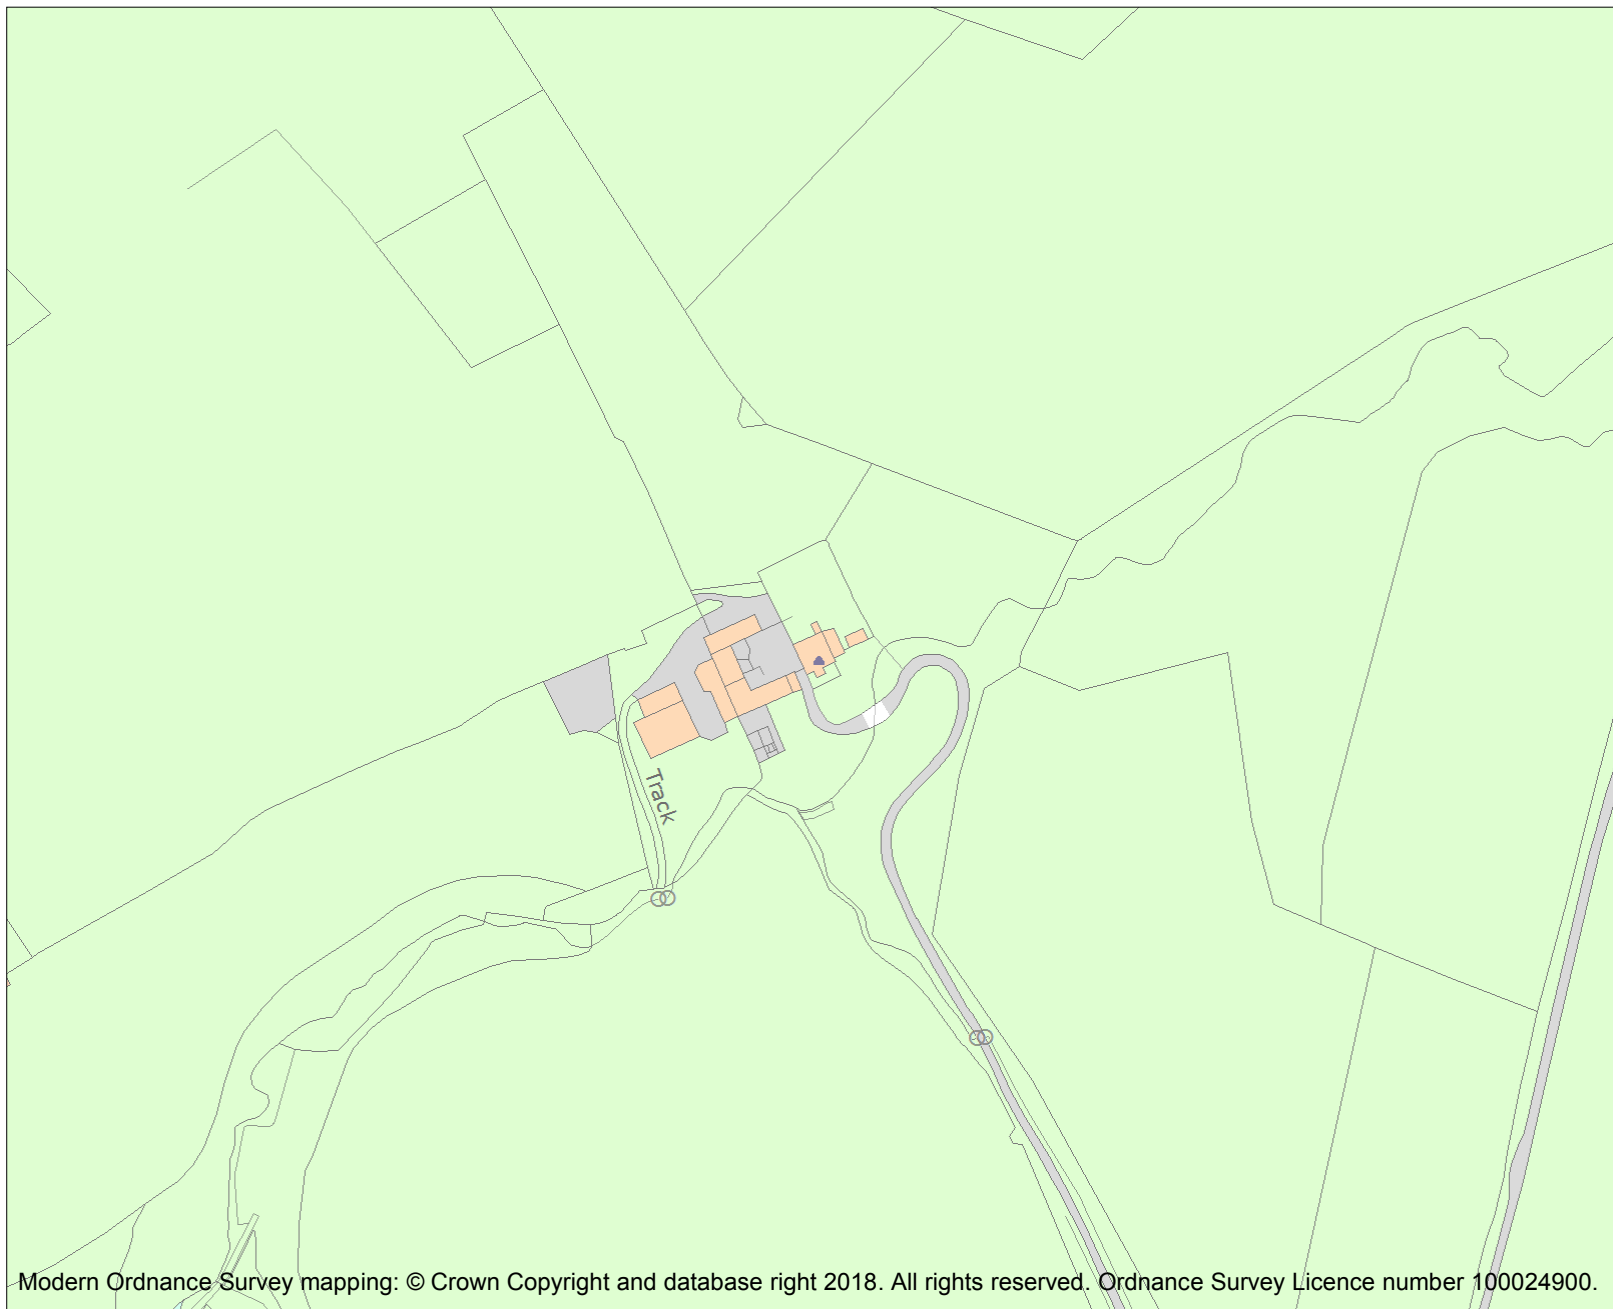 Track
Modern Ordnance Survey mapping: © Crown Copyright and database right 2018. All rights reserved. Ordnance Survey Licence number 100024900.